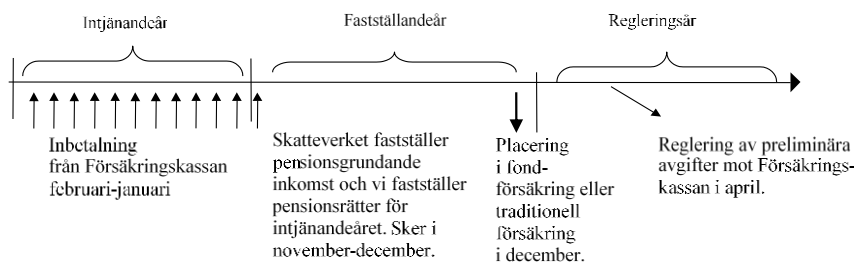 Intjänandeår
Fastställandeår
Regleringsår
Inbetalning
från Försäkringskassan
februari-januari
Skatteverket fastställer
pensionsgrundande
inkomst och vi fastställer
pensionsrätter för
intjänandeåret. Sker i
november-december.
Placering
i fond-
försäkring eller
traditionell
försäkring
i december.
Reglering av preliminära
avgifter mot Försäkrings-
kassan i april.